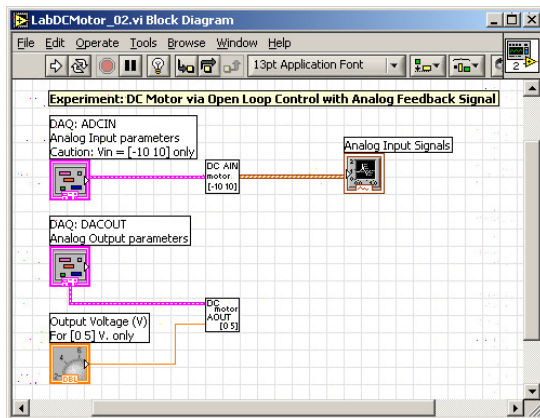 LabDCMotor_02.vi Block Diagram
File Edit Operate Tools Browse Window Help
13pt Application Font
2
Experiment: DC Motor via Open Loop Control with Analog Feedback Signal
DAQ: ADCIN
Analog Input parameters
Caution: Vin = [-10 10] only
Analog Input Signals
DC AIN
motor
[-10 10]
DAQ: DACOUT
Analog Output parameters
DC
motor
AOUT
[0 5]
Output Voltage (V)
For [0 5] V. only
DBL